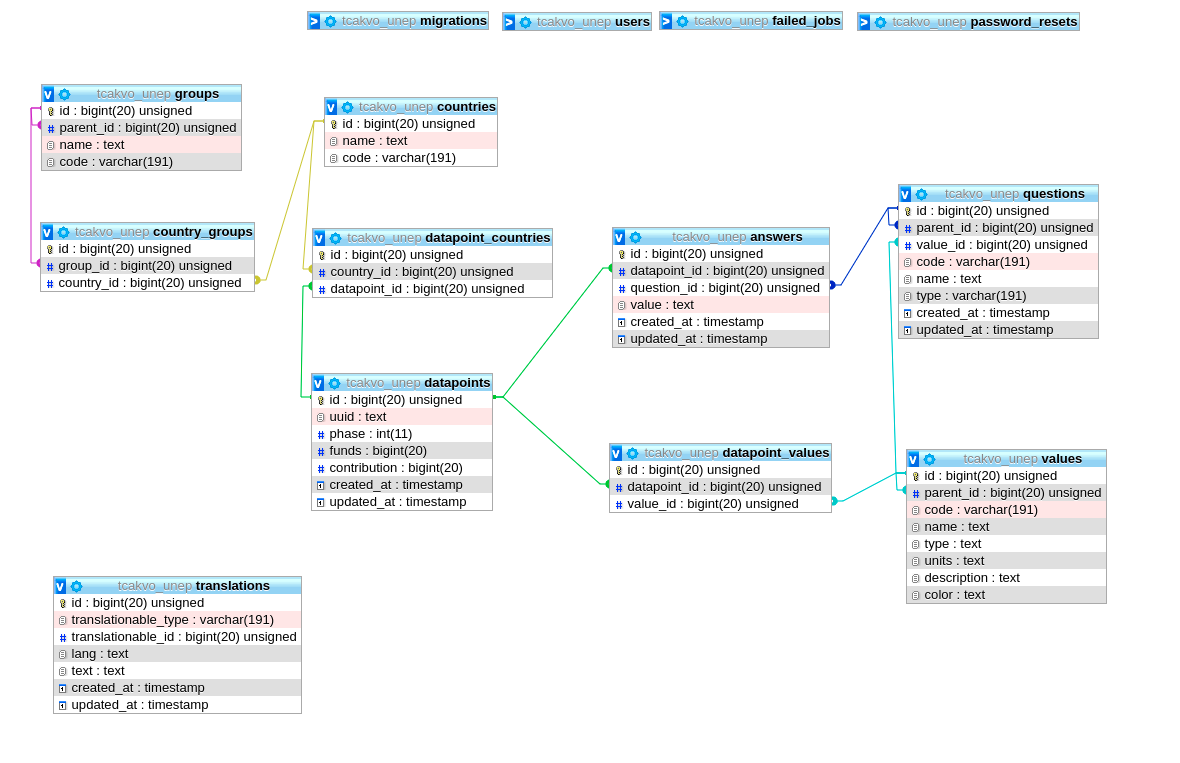 tcakvo_unep migrations
tcakvo_unep users
tcakvo_unep failed_jobs
tcakvo_unep password_resets
v tcakvo_unep groups
id : bigint(20) unsigned
# parent_id : bigint(20) unsigned
name : text
code : varchar(191)
v tcakvo_unep countries
id : bigint(20) unsigned
name : text
code : varchar(191)
v tcakvo_unep country_groups
id : bigint(20) unsigned
# group_id : bigint(20) unsigned
# country_id : bigint(20) unsigned
v tcakvo_unep datapoint_countries
id : bigint(20) unsigned
# country_id : bigint(20) unsigned
# datapoint_id : bigint(20) unsigned
v tcakvo_unep answers
id : bigint(20) unsigned
# datapoint_id : bigint(20) unsigned
# question_id : bigint(20) unsigned
value : text
created_at : timestamp
updated_at : timestamp
v tcakvo_unep questions
id : bigint(20) unsigned
# parent_id : bigint(20) unsigned
# value_id : bigint(20) unsigned
code : varchar(191)
name : text
type : varchar(191)
created_at : timestamp
updated_at : timestamp
v tcakvo_unep datapoints
id : bigint(20) unsigned
uuid : text
# phase : int(11)
# funds : bigint(20)
# contribution : bigint(20)
created_at : timestamp
updated_at : timestamp
v tcakvo_unep datapoint_values
id : bigint(20) unsigned
# datapoint_id : bigint(20) unsigned
# value_id : bigint(20) unsigned
v tcakvo_unep values
id : bigint(20) unsigned
# parent_id : bigint(20) unsigned
code : varchar(191)
name : text
type : text
units : text
description : text
color : text
v tcakvo_unep translations
id : bigint(20) unsigned
translationable_type : varchar(191)
# translationable_id : bigint(20) unsigned
lang : text
text : text
created_at : timestamp
updated_at : timestamp